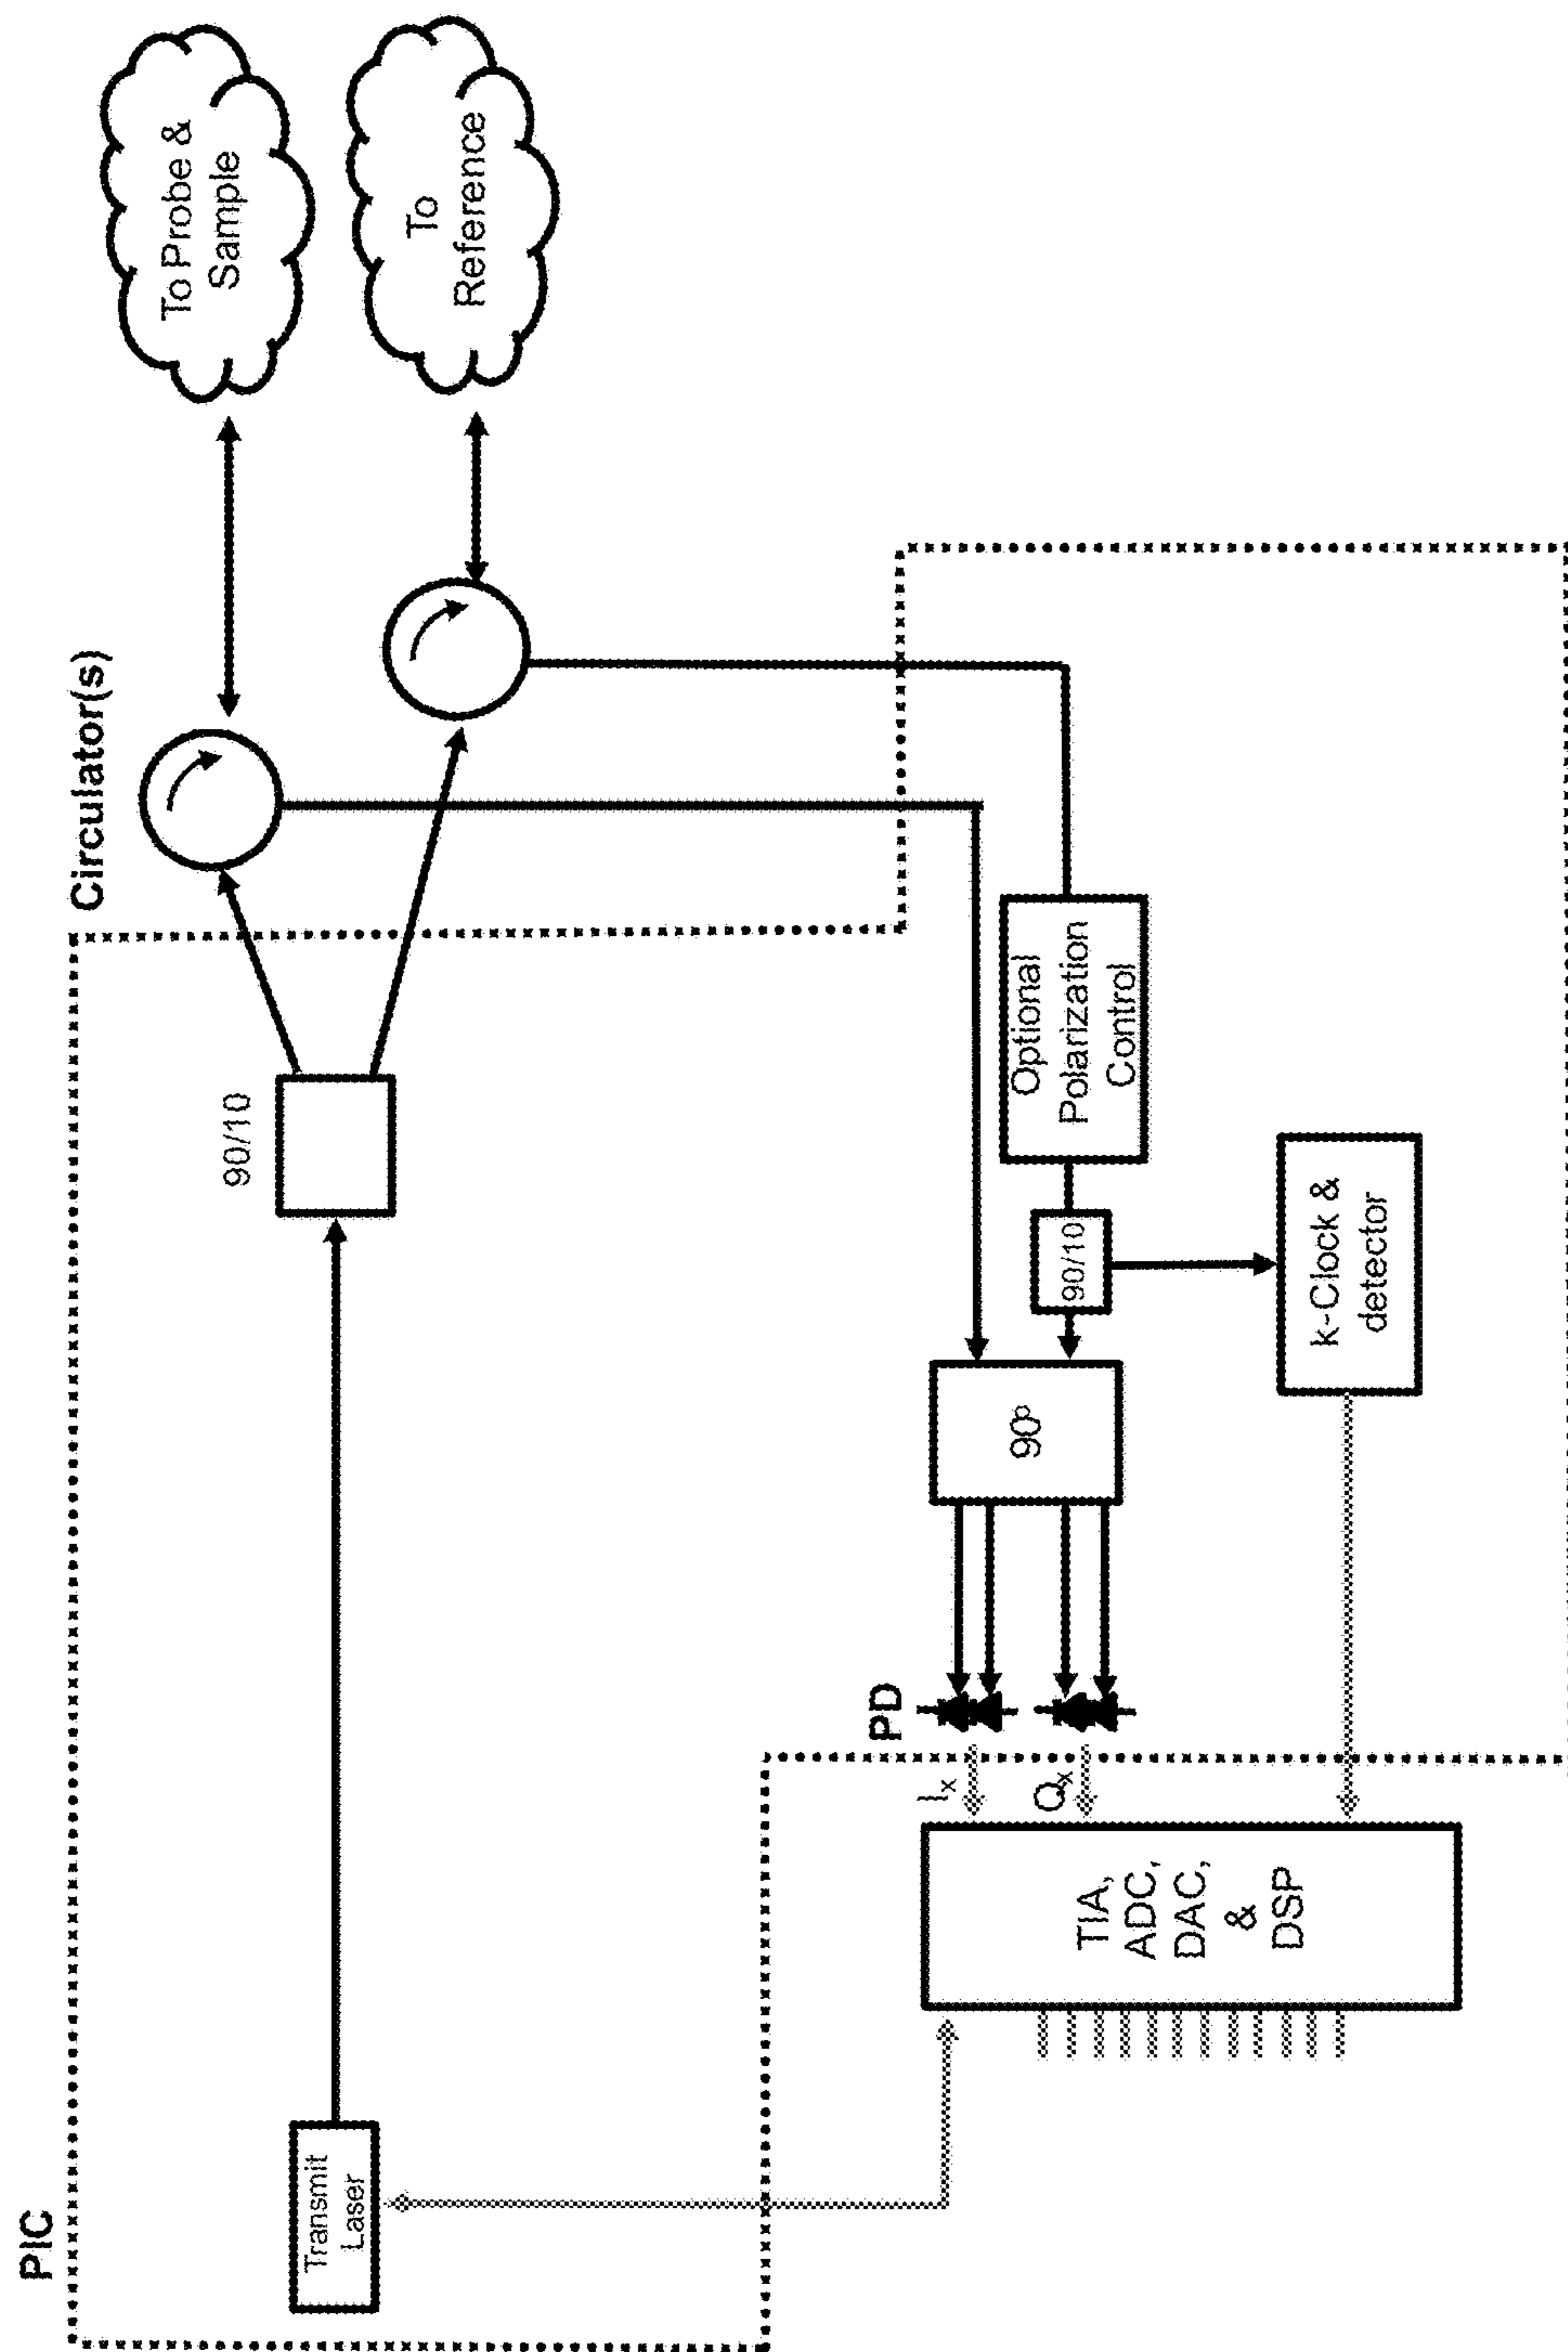 PIC
Transmit
Laser
90/10
Circulator(s)
To Probe &
Sample
To
Reference
PD
Iₓ
Qₓ
90º
90/10
Optional
Polarization
Control
k-Clock &
detector
TIA,
ADC,
DAC,
&
DSP